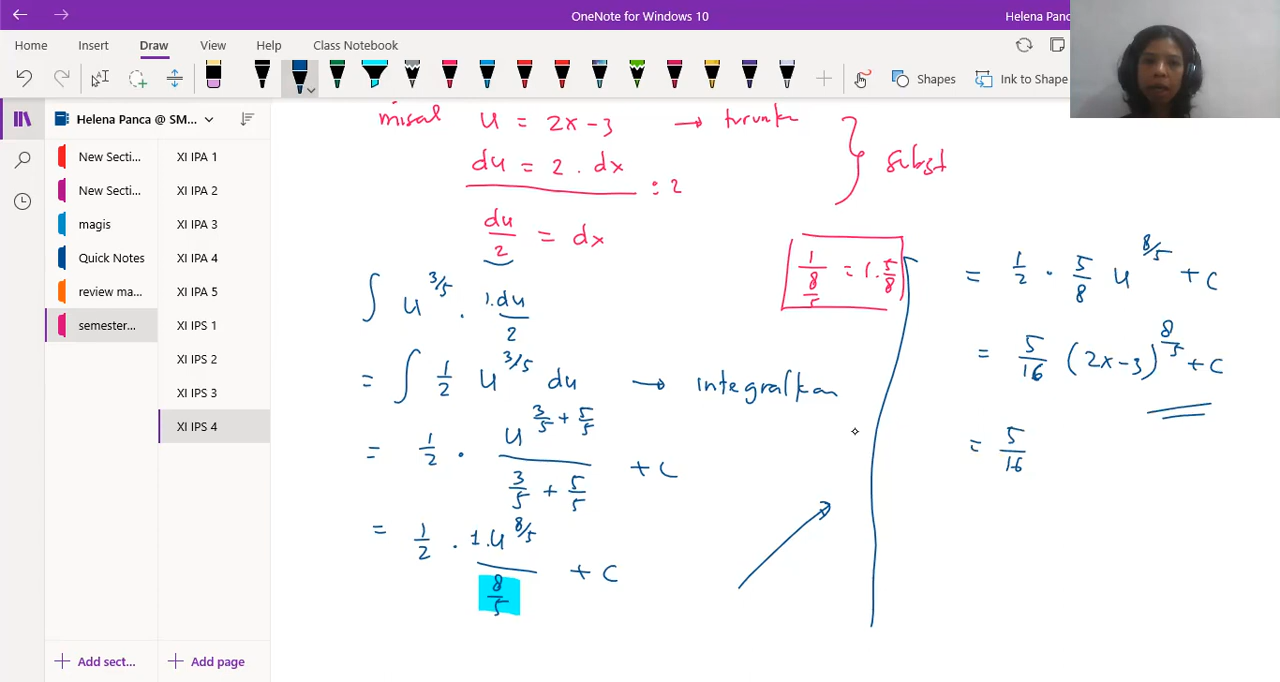 OneNote for Windows 10
Helena Panca
Home Insert Draw View Help Class Notebook
Shapes Ink to Shape
Helena Panca @ SM...
New Secti...
New Secti...
magis
Quick Notes
review ma...
semester...
XI IPA 1
XI IPA 2
XI IPA 3
XI IPA 4
XI IPA 5
XI IPS 1
XI IPS 2
XI IPS 3
XI IPS 4
+ Add sect...
+ Add page
misal u = 2x - 3 → turunkan
du = 2 . dx : 2
du/2 = dx
} subst
∫ u^3/5 . 1.du/2
= ∫ 1/2 u^3/5 du → integralkan
= 1/2 . u^(3/5 + 5/5) / (3/5 + 5/5) + C
= 1/2 . 1.u^8/5 / (8/5) + C
1/(8/5) = 1.5/8
= 1/2 . 5/8 u^8/5 + C
= 5/16 (2x-3)^8/5 + C
= 5/16